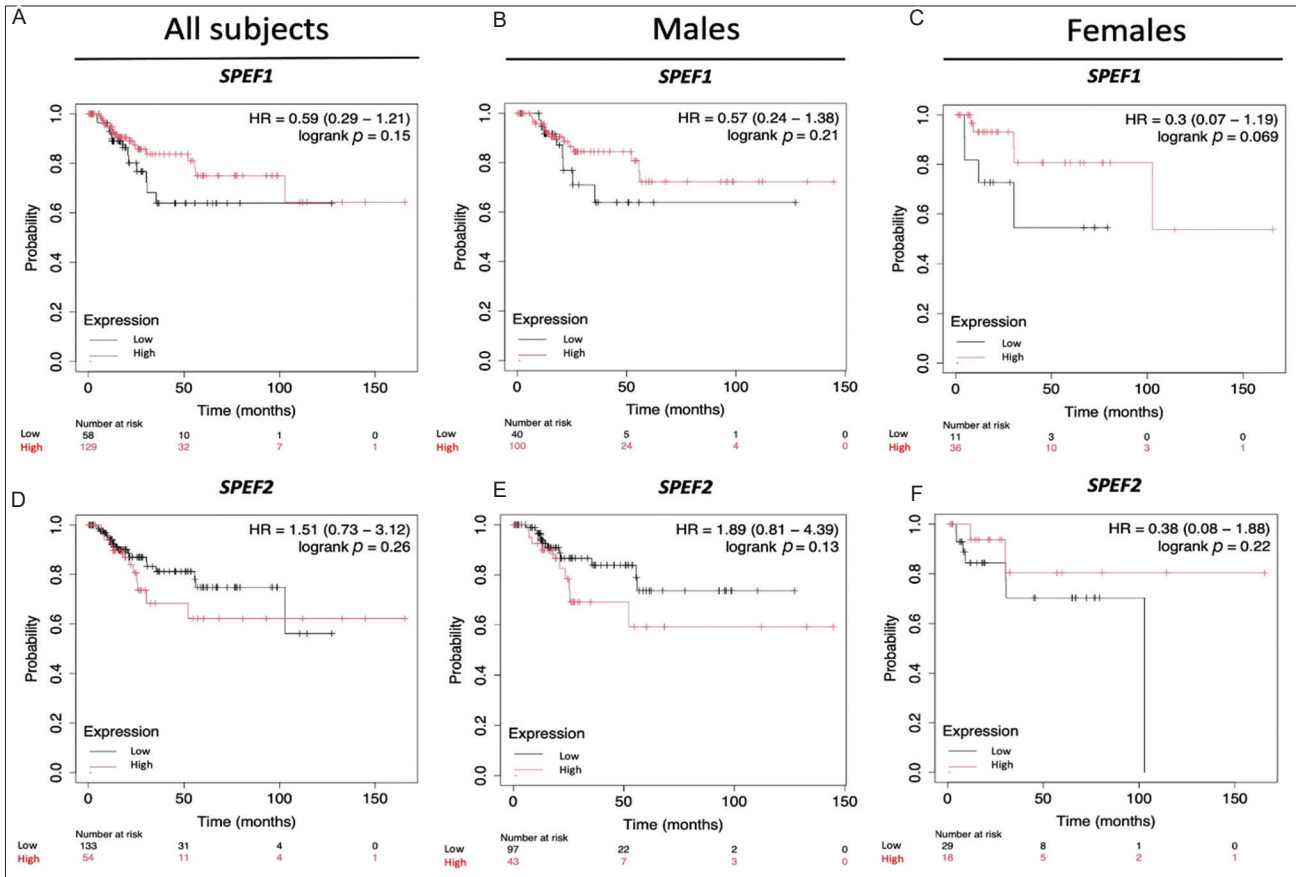 A
All subjects
SPEF1
HR = 0.59 (0.29 – 1.21)
logrank p = 0.15
Probability
0.0 0.2 0.4 0.6 0.8 1.0
Expression
Low
High
0 50 100 150
Time (months)
Number at risk
Low 58 10 1 0
High 129 32 7 1
B
Males
SPEF1
HR = 0.57 (0.24 – 1.38)
logrank p = 0.21
Probability
0.0 0.2 0.4 0.6 0.8 1.0
Expression
Low
High
0 50 100 150
Time (months)
Number at risk
Low 40 5 1 0
High 100 24 4 0
C
Females
SPEF1
HR = 0.3 (0.07 – 1.19)
logrank p = 0.069
Probability
0.0 0.2 0.4 0.6 0.8 1.0
Expression
Low
High
0 50 100 150
Time (months)
Number at risk
Low 11 3 0 0
High 36 10 3 1
D
SPEF2
HR = 1.51 (0.73 – 3.12)
logrank p = 0.26
Probability
0.0 0.2 0.4 0.6 0.8 1.0
Expression
Low
High
0 50 100 150
Time (months)
Number at risk
Low 133 31 4 0
High 54 11 4 1
E
SPEF2
HR = 1.89 (0.81 – 4.39)
logrank p = 0.13
Probability
0.0 0.2 0.4 0.6 0.8 1.0
Expression
Low
High
0 50 100 150
Time (months)
Number at risk
Low 97 22 2 0
High 43 7 3 0
F
SPEF2
HR = 0.38 (0.08 – 1.88)
logrank p = 0.22
Probability
0.0 0.2 0.4 0.6 0.8 1.0
Expression
Low
High
0 50 100 150
Time (months)
Number at risk
Low 29 8 1 0
High 18 5 2 1